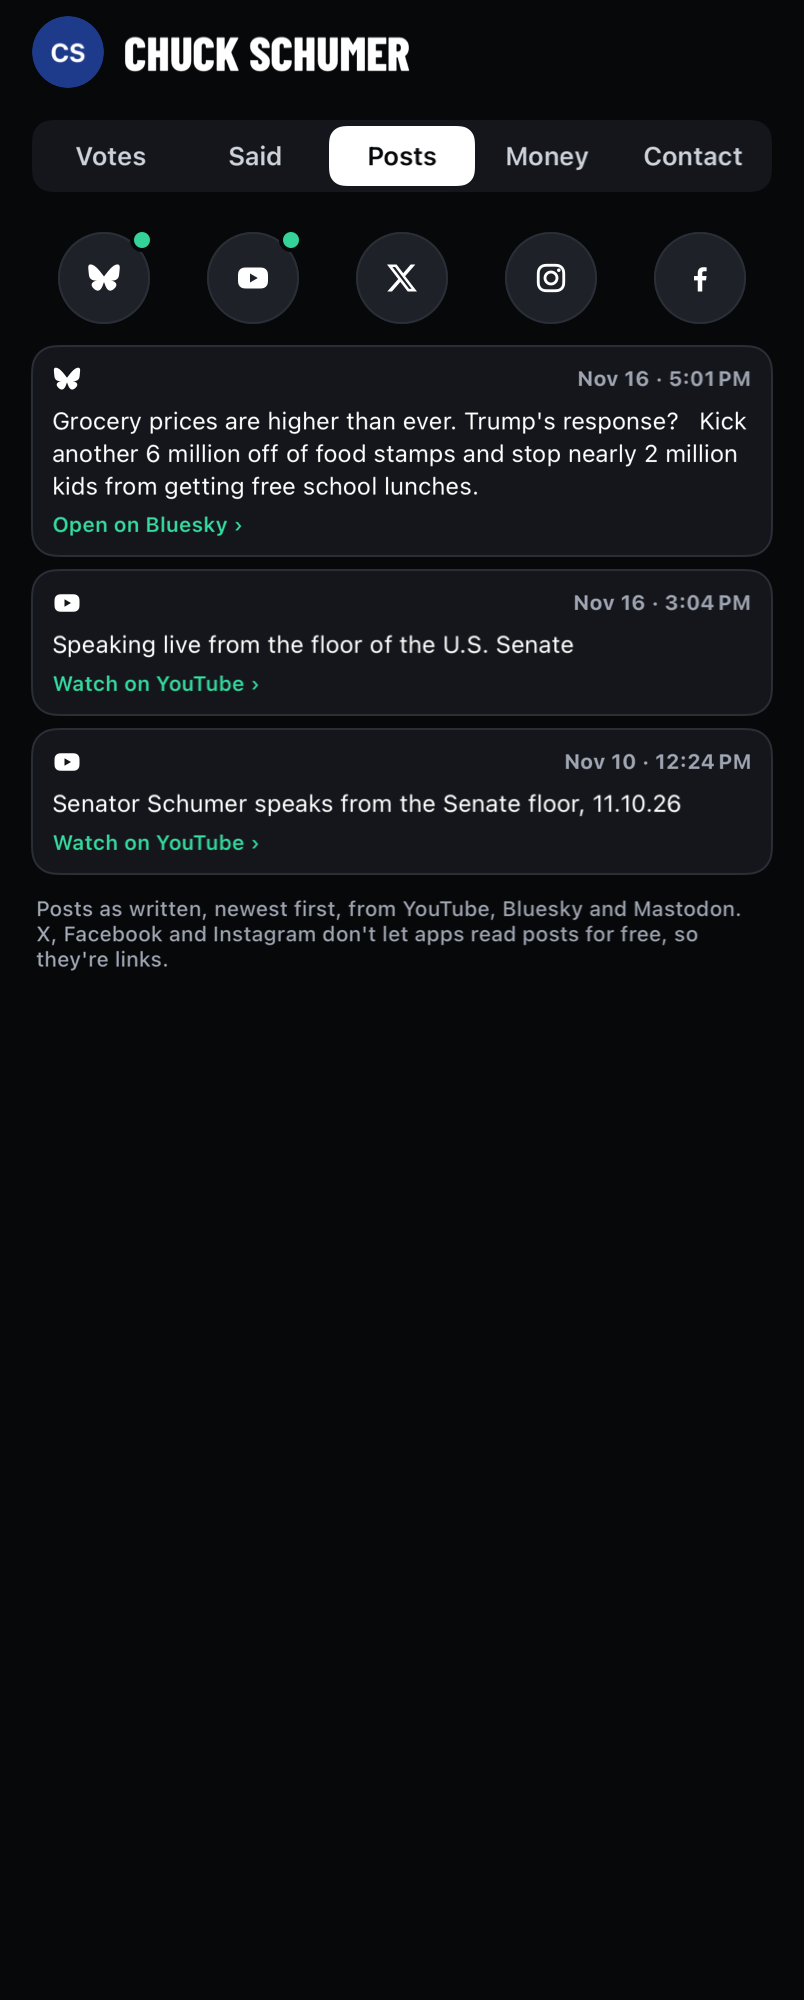 CS
CHUCK SCHUMER
Votes
Said
Posts
Money
Contact
Nov 16 · 5:01 PM
Grocery prices are higher than ever. Trump's response?   Kick
another 6 million off of food stamps and stop nearly 2 million
kids from getting free school lunches.
Open on Bluesky ›
Nov 16 · 3:04 PM
Speaking live from the floor of the U.S. Senate
Watch on YouTube ›
Nov 10 · 12:24 PM
Senator Schumer speaks from the Senate floor, 11.10.26
Watch on YouTube ›
Posts as written, newest first, from YouTube, Bluesky and Mastodon.
X, Facebook and Instagram don't let apps read posts for free, so
they're links.